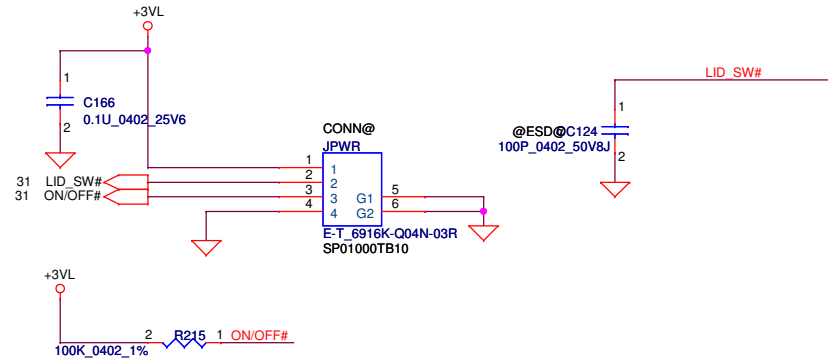 +3VL
LID_SW#
1
C166
0.1U_0402_25V6
2
1
@ESD@C124
100P_0402_50V8J
2
CONN@
JPWR
1 1
31 LID_SW# 2 2
31 ON/OFF# 3 3 G1 5
4 4 G2 6
E-T_6916K-Q04N-03R
SP01000TB10
+3VL
2 R215 1 ON/OFF#
100K_0402_1%